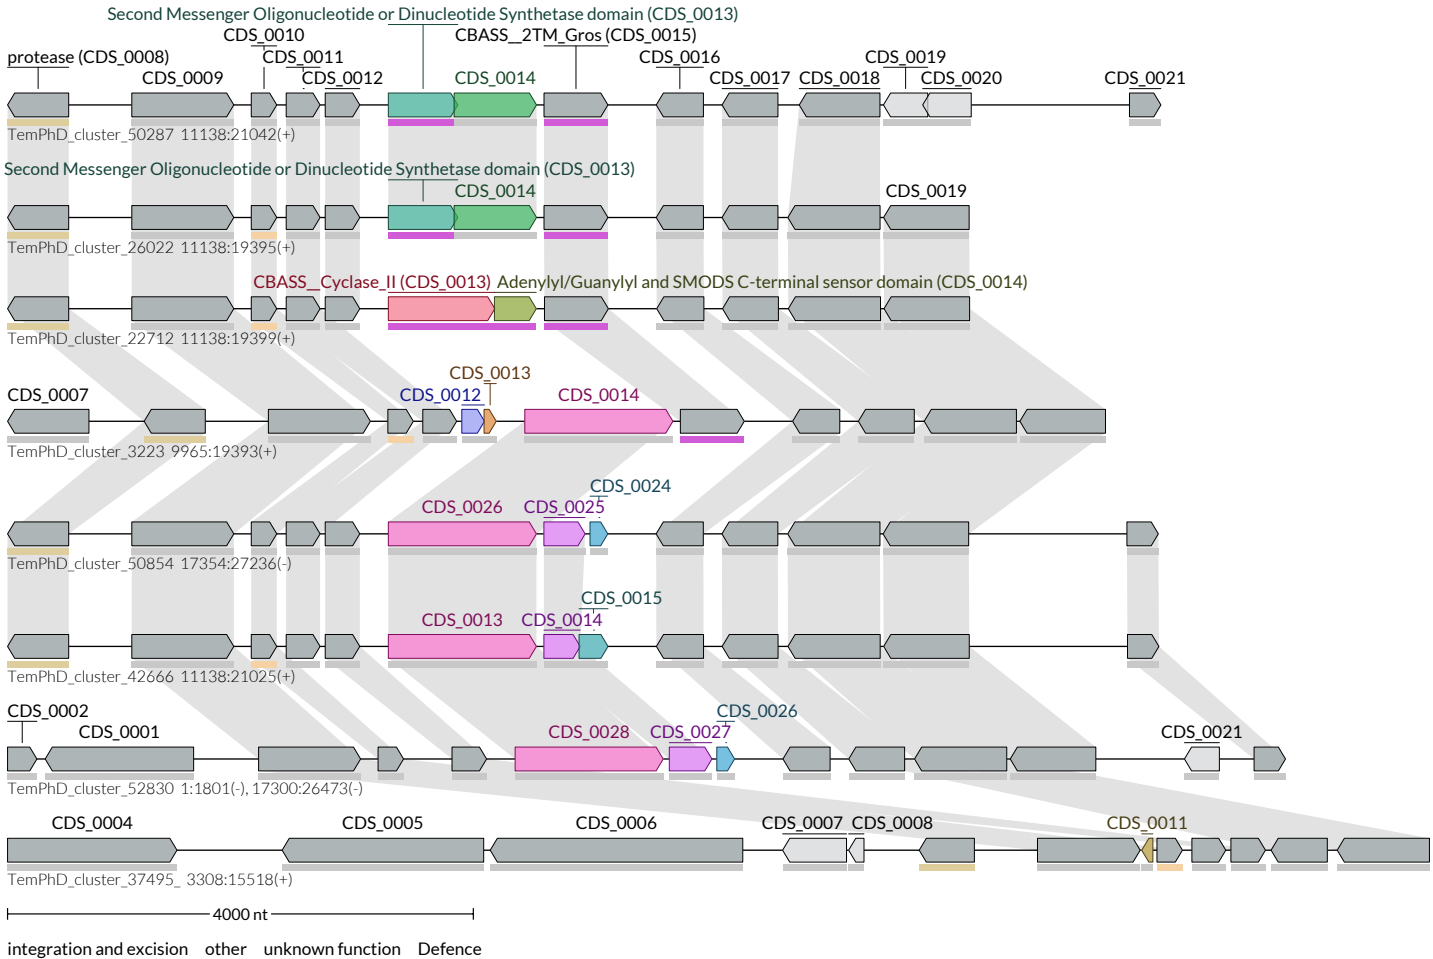 Second Messenger Oligonucleotide or Dinucleotide Synthetase domain (CDS_0013)
CDS_0010 CBASS__2TM_Gros (CDS_0015)
protease (CDS_0008) CDS_0011 CDS_0016 CDS_0019
CDS_0009 CDS_0012 CDS_0014 CDS_0017 CDS_0018 CDS_0020 CDS_0021
TemPhD_cluster_50287 11138:21042(+)
Second Messenger Oligonucleotide or Dinucleotide Synthetase domain (CDS_0013)
CDS_0014 CDS_0019
TemPhD_cluster_26022 11138:19395(+)
CBASS__Cyclase_II (CDS_0013) Adenylyl/Guanylyl and SMODS C-terminal sensor domain (CDS_0014)
TemPhD_cluster_22712 11138:19399(+)
CDS_0013
CDS_0007 CDS_0012 CDS_0014
TemPhD_cluster_3223 9965:19393(+)
CDS_0024
CDS_0026 CDS_0025
TemPhD_cluster_50854 17354:27236(-)
CDS_0015
CDS_0013 CDS_0014
TemPhD_cluster_42666 11138:21025(+)
CDS_0002 CDS_0026
CDS_0001 CDS_0028 CDS_0027 CDS_0021
TemPhD_cluster_52830 1:1801(-), 17300:26473(-)
CDS_0004 CDS_0005 CDS_0006 CDS_0007 CDS_0008 CDS_0011
TemPhD_cluster_37495_ 3308:15518(+)
4000 nt
integration and excision other unknown function Defence